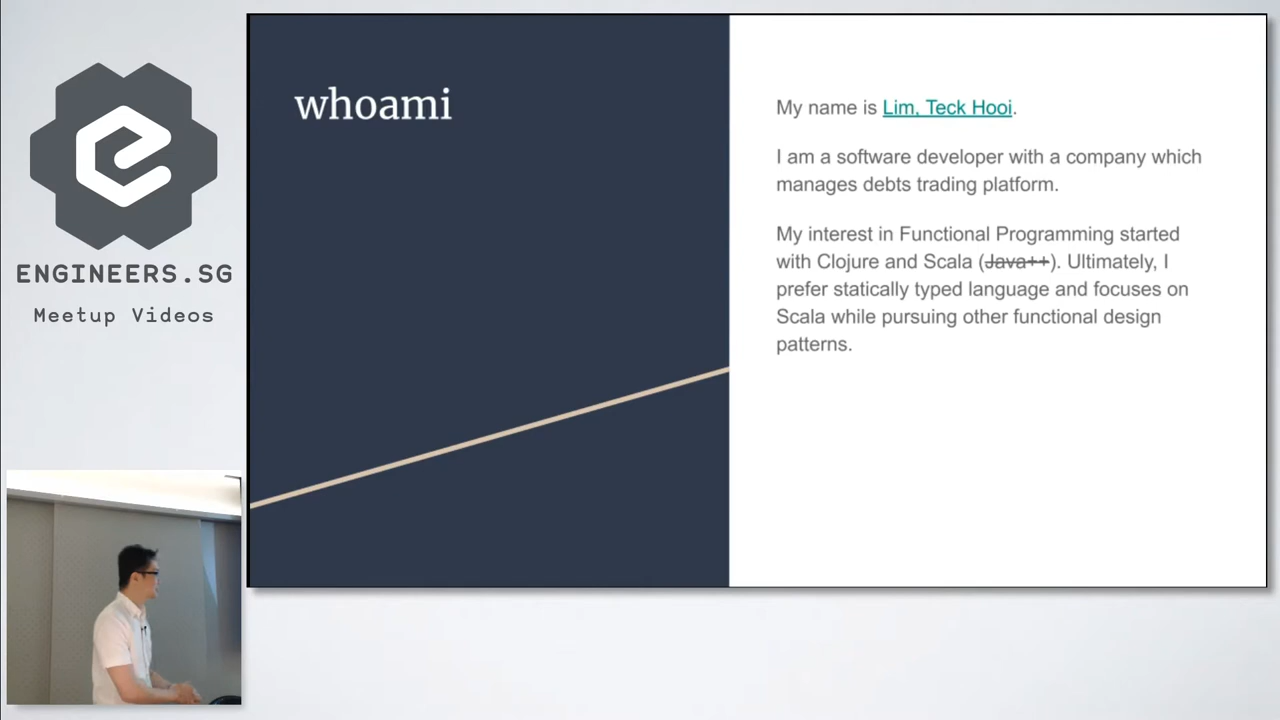 ENGINEERS.SG
Meetup Videos
whoami
My name is Lim, Teck Hooi.
I am a software developer with a company which
manages debts trading platform.
My interest in Functional Programming started
with Clojure and Scala (Java++). Ultimately, I
prefer statically typed language and focuses on
Scala while pursuing other functional design
patterns.